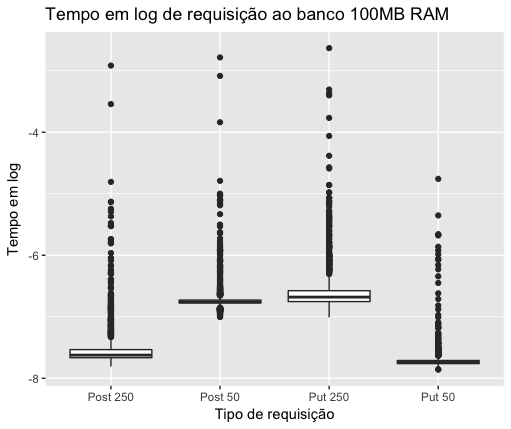 Tempo em log de requisição ao banco 100MB RAM
Tempo em log
-4
-6
-8
Post 250
Post 50
Put 250
Put 50
Tipo de requisição